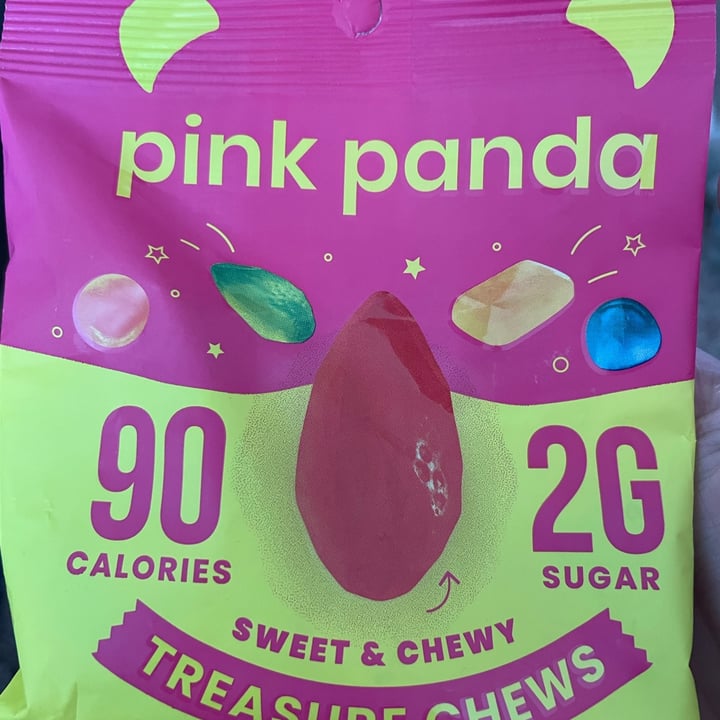 pink panda
90
CALORIES
2G
SUGAR
SWEET & CHEWY
TREASURE CHEWS